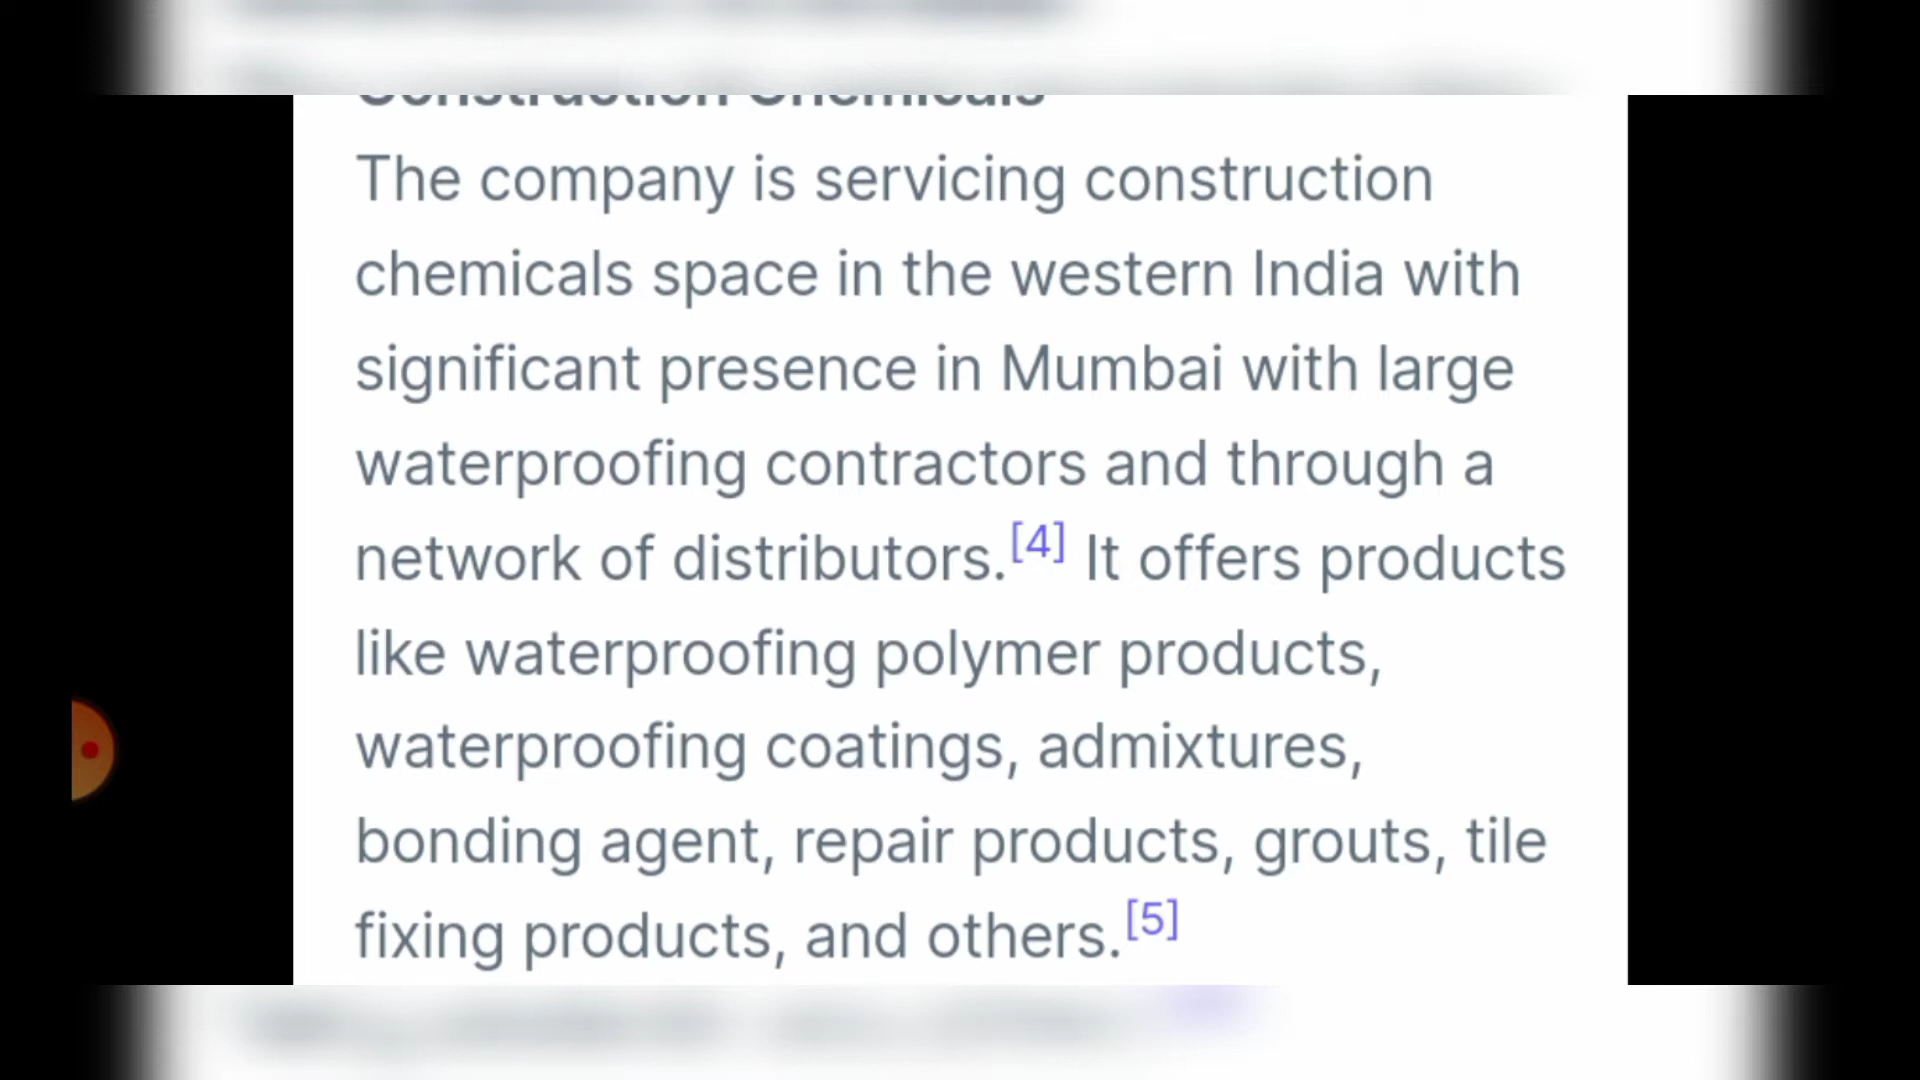 Construction Chemicals
The company is servicing construction
chemicals space in the western India with
significant presence in Mumbai with large
waterproofing contractors and through a
network of distributors.[4] It offers products
like waterproofing polymer products,
waterproofing coatings, admixtures,
bonding agent, repair products, grouts, tile
fixing products, and others.[5]